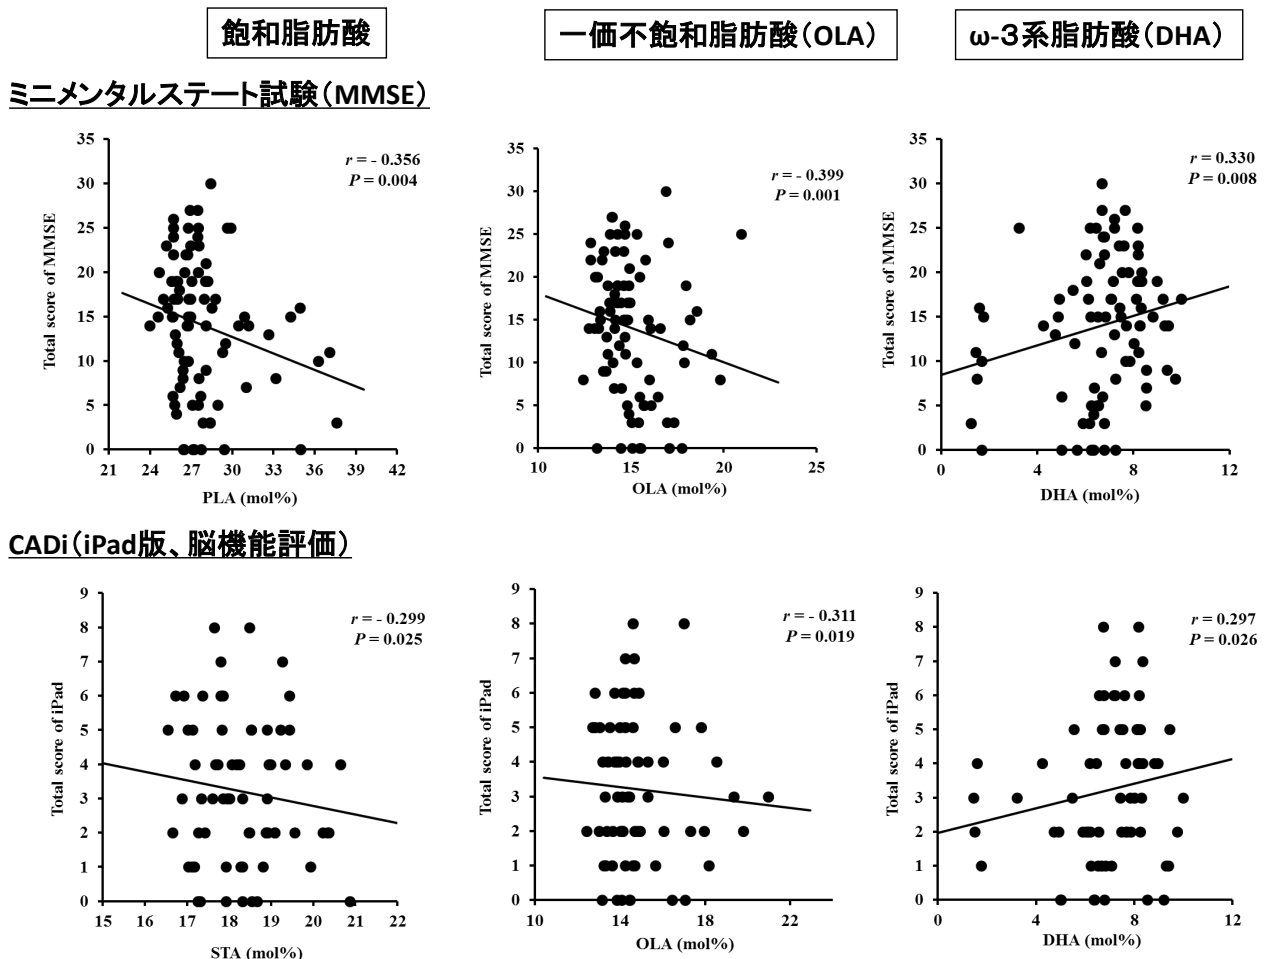 飽和脂肪酸
一価不飽和脂肪酸（OLA）
ω-３系脂肪酸（DHA）
ミニメンタルステート試験（MMSE）
Total score of MMSE
35
30
25
20
15
10
5
0
21 24 27 30 33 36 39 42
PLA (mol%)
r = - 0.356
P = 0.004
Total score of MMSE
35
30
25
20
15
10
5
0
10 15 20 25
OLA (mol%)
r = - 0.399
P = 0.001
Total score of MMSE
35
30
25
20
15
10
5
0
0 4 8 12
DHA (mol%)
r = 0.330
P = 0.008
CADi（iPad版、脳機能評価）
Total score of iPad
9
8
7
6
5
4
3
2
1
0
15 16 17 18 19 20 21 22
STA (mol%)
r = - 0.299
P = 0.025
Total score of iPad
9
8
7
6
5
4
3
2
1
0
10 14 18 22
OLA (mol%)
r = - 0.311
P = 0.019
Total score of iPad
9
8
7
6
5
4
3
2
1
0
0 4 8 12
DHA (mol%)
r = 0.297
P = 0.026